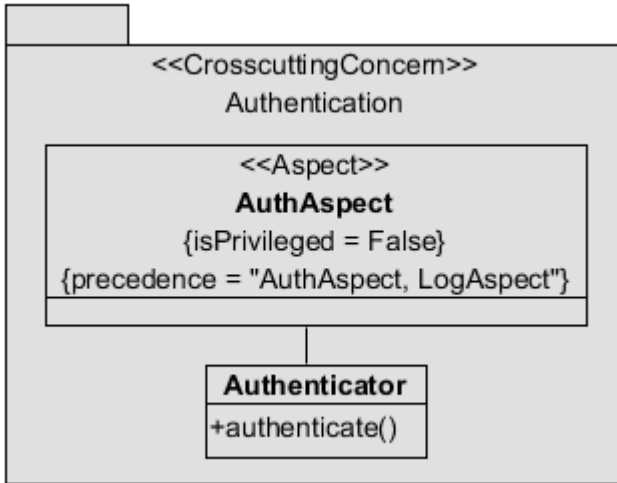 <<CrosscuttingConcern>>
Authentication
<<Aspect>>
AuthAspect
{isPrivileged = False}
{precedence = "AuthAspect, LogAspect"}
Authenticator
+authenticate()